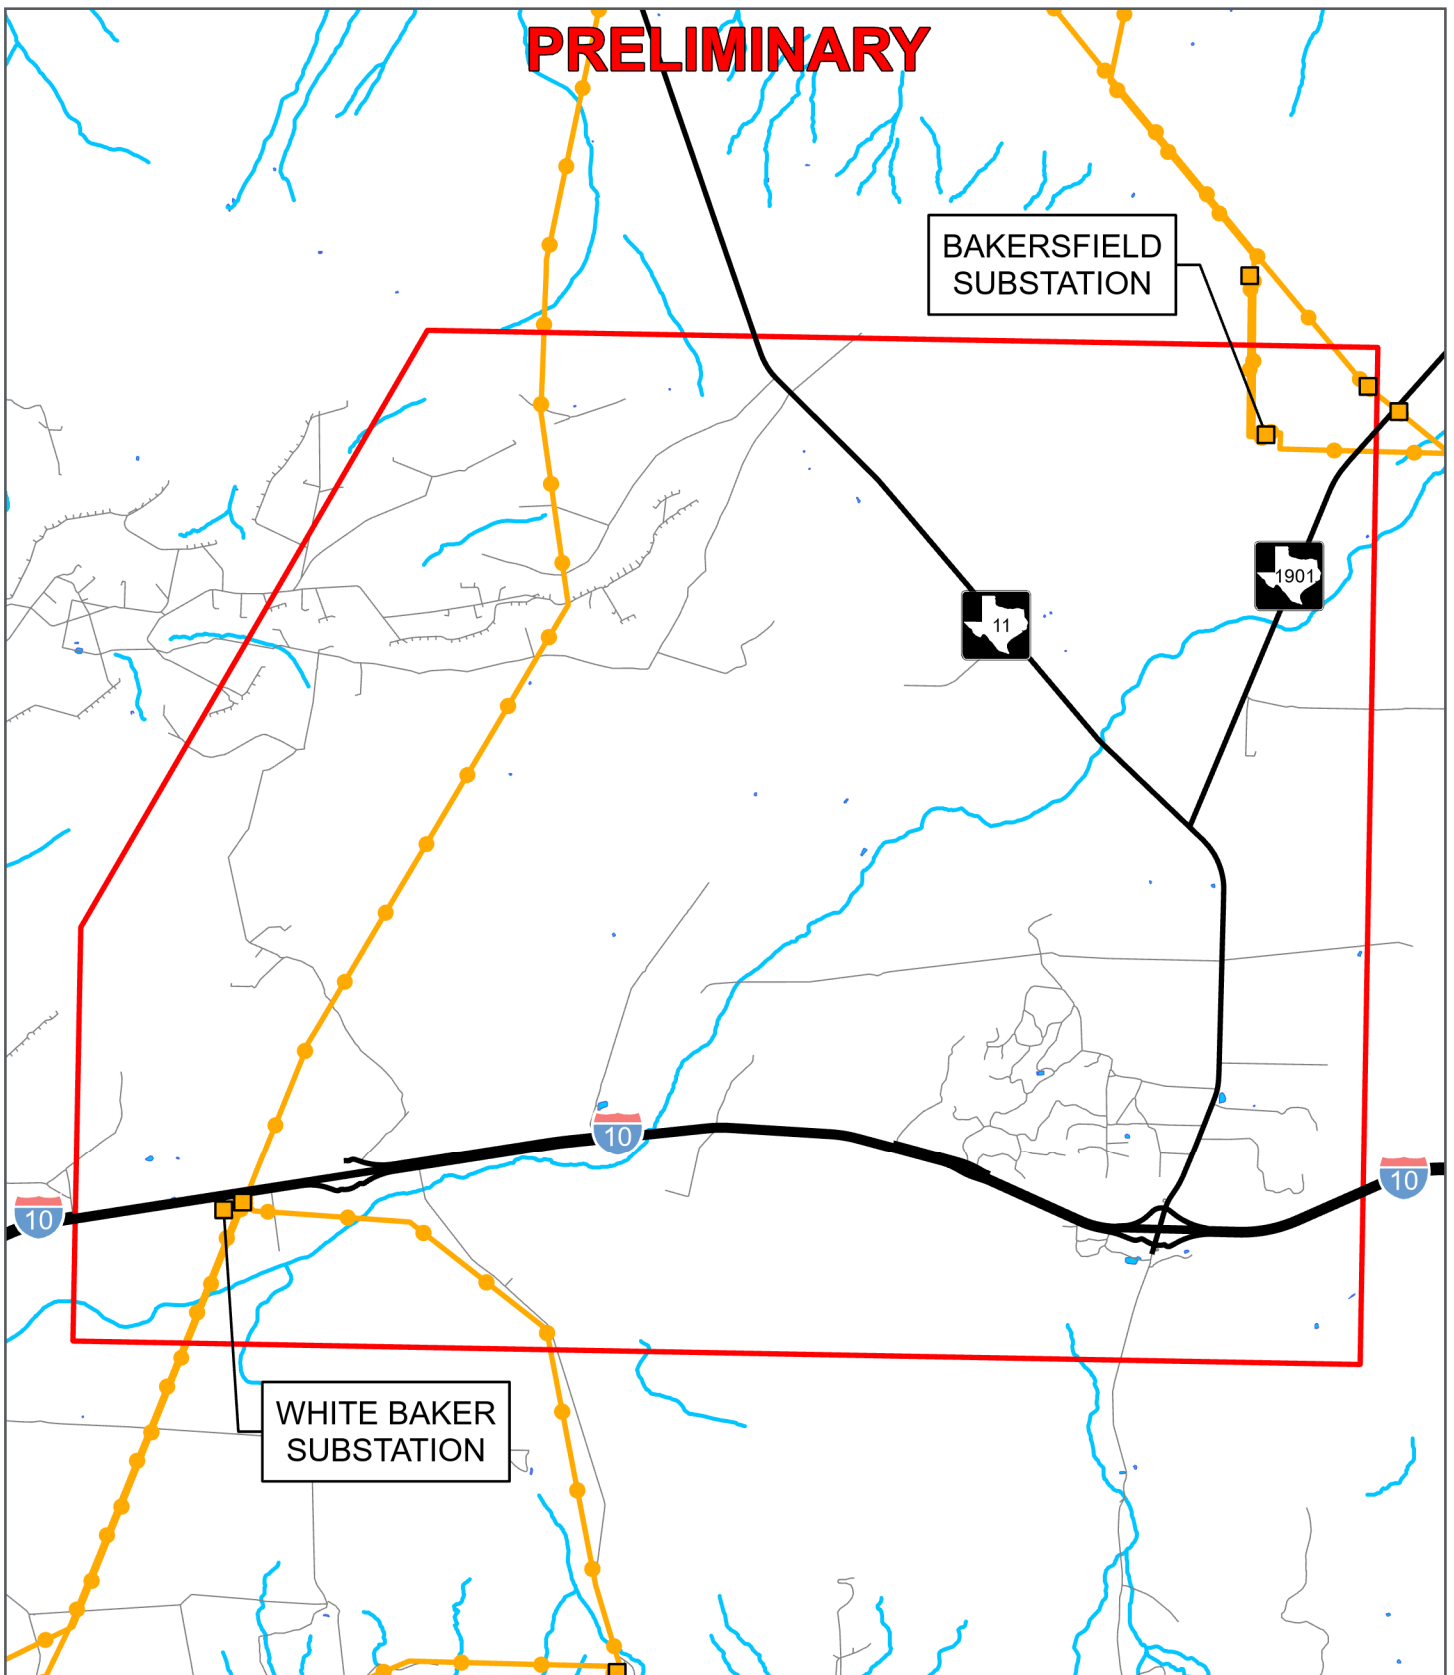 PRELIMINARY
BAKERSFIELD
SUBSTATION
1901
11
10
10
10
WHITE BAKER
SUBSTATION